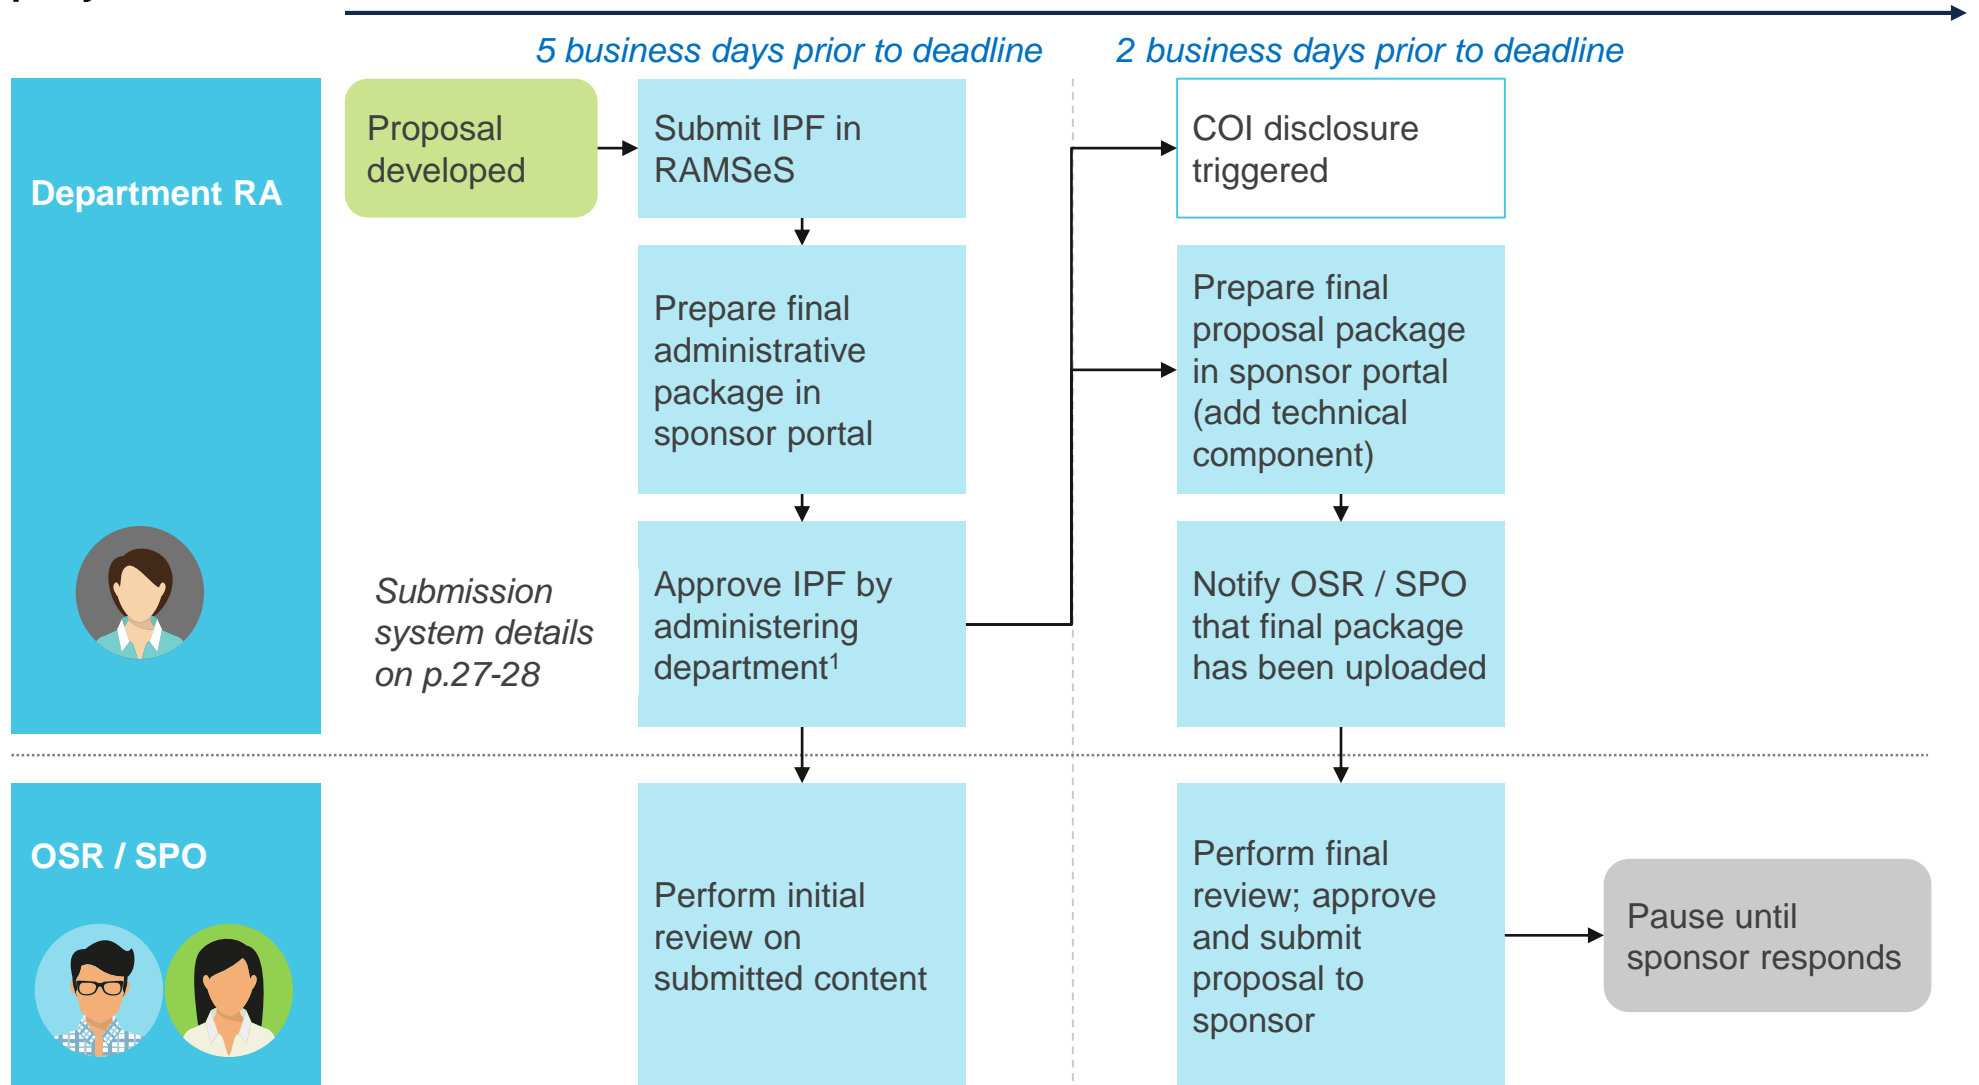 5 business days prior to deadline
2 business days prior to deadline
Department RA
Proposal
developed
Submit IPF in
RAMSeS
COI disclosure
triggered
Prepare final
administrative
package in
sponsor portal
Prepare final
proposal package
in sponsor portal
(add technical
component)
Submission
system details
on p.27-28
Approve IPF by
administering
department¹
Notify OSR / SPO
that final package
has been uploaded
OSR / SPO
Perform initial
review on
submitted content
Perform final
review; approve
and submit
proposal to
sponsor
Pause until
sponsor responds